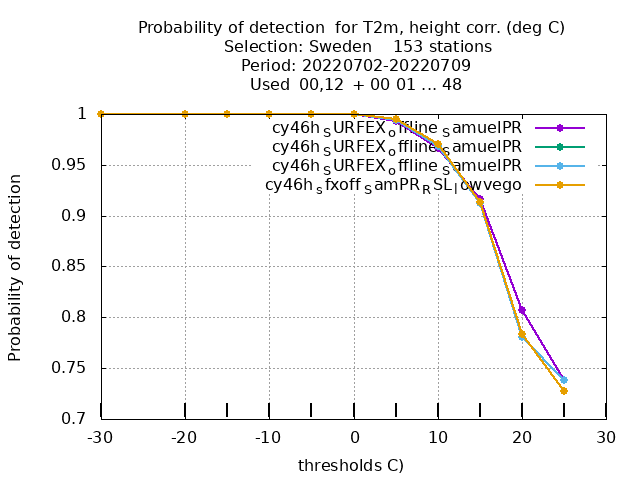 Probability of detection  for T2m, height corr. (deg C)
Selection: Sweden    153 stations
Period: 20220702-20220709
Used  00,12  + 00 01 ... 48
cy46h_SURFEX_offline_SamuelPR
cy46h_SURFEX_offline_SamuelPR
cy46h_SURFEX_offline_SamuelPR
cy46h_sfxoff_SamPR_RSL_lowvego
1
0.95
0.9
0.85
0.8
0.75
0.7
Probability of detection
-30 -20 -10 0 10 20 30
thresholds C)